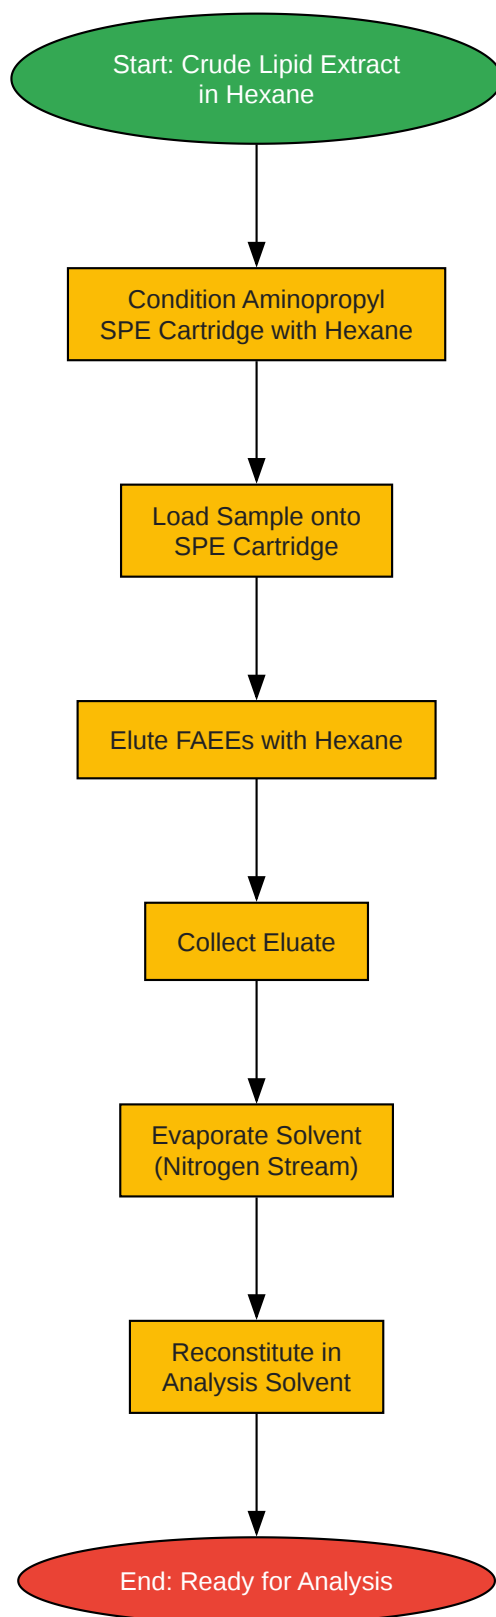 Start: Crude Lipid Extract
in Hexane
Condition Aminopropyl
SPE Cartridge with Hexane
Load Sample onto
SPE Cartridge
Elute FAEEs with Hexane
Collect Eluate
Evaporate Solvent
(Nitrogen Stream)
Reconstitute in
Analysis Solvent
End: Ready for Analysis